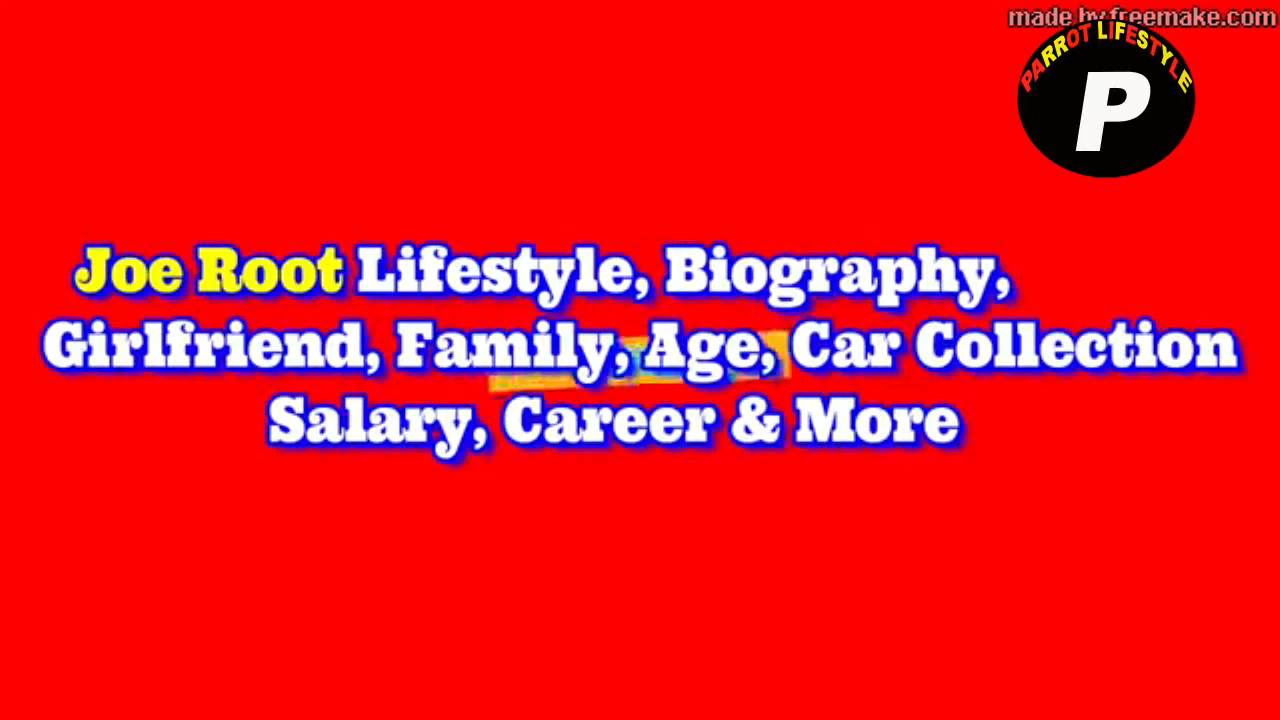 made by freemake.com
PARROT LIFESTYLE
P
Joe Root Lifestyle, Biography,
Girlfriend, Family, Age, Car Collection
Salary, Career & More